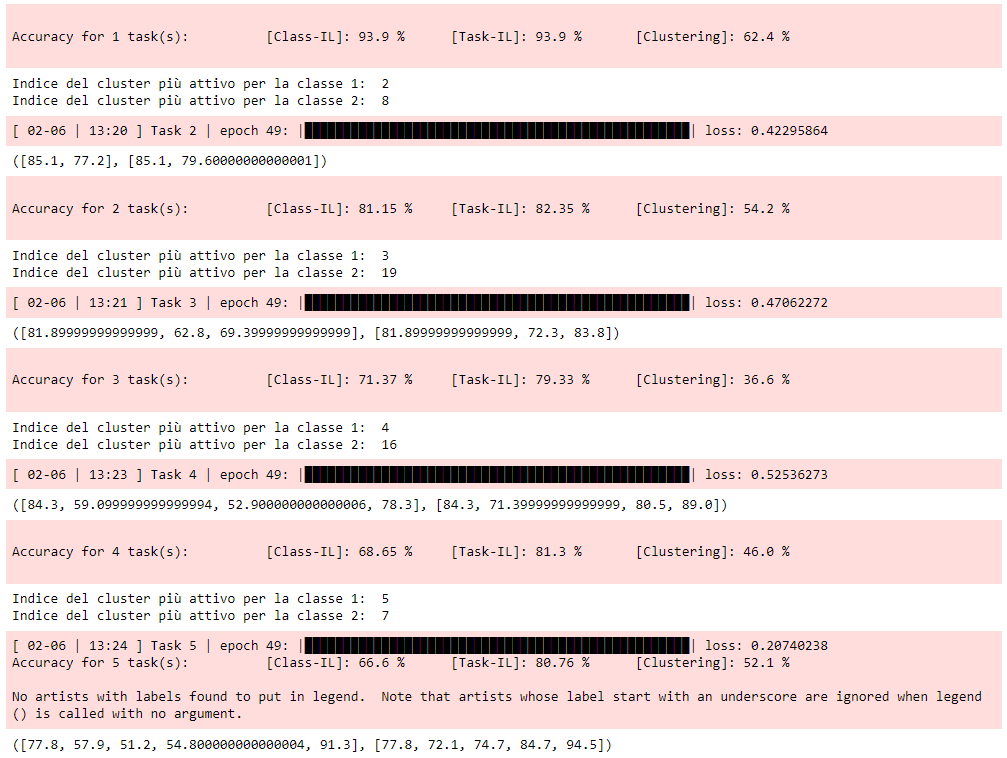 Accuracy for 1 task(s): [Class-IL]: 93.9 % [Task-IL]: 93.9 % [Clustering]: 62.4 %
Indice del cluster più attivo per la classe 1: 2
Indice del cluster più attivo per la classe 2: 8
[ 02-06 | 13:20 ] Task 2 | epoch 49: || loss: 0.42295864
([85.1, 77.2], [85.1, 79.60000000000001])
Accuracy for 2 task(s): [Class-IL]: 81.15 % [Task-IL]: 82.35 % [Clustering]: 54.2 %
Indice del cluster più attivo per la classe 1: 3
Indice del cluster più attivo per la classe 2: 19
[ 02-06 | 13:21 ] Task 3 | epoch 49: || loss: 0.47062272
([81.89999999999999, 62.8, 69.39999999999999], [81.89999999999999, 72.3, 83.8])
Accuracy for 3 task(s): [Class-IL]: 71.37 % [Task-IL]: 79.33 % [Clustering]: 36.6 %
Indice del cluster più attivo per la classe 1: 4
Indice del cluster più attivo per la classe 2: 16
[ 02-06 | 13:23 ] Task 4 | epoch 49: || loss: 0.52536273
([84.3, 59.099999999999994, 52.900000000000006, 78.3], [84.3, 71.39999999999999, 80.5, 89.0])
Accuracy for 4 task(s): [Class-IL]: 68.65 % [Task-IL]: 81.3 % [Clustering]: 46.0 %
Indice del cluster più attivo per la classe 1: 5
Indice del cluster più attivo per la classe 2: 7
[ 02-06 | 13:24 ] Task 5 | epoch 49: || loss: 0.20740238
Accuracy for 5 task(s): [Class-IL]: 66.6 % [Task-IL]: 80.76 % [Clustering]: 52.1 %
No artists with labels found to put in legend.  Note that artists whose label start with an underscore are ignored when legend
() is called with no argument.
([77.8, 57.9, 51.2, 54.800000000000004, 91.3], [77.8, 72.1, 74.7, 84.7, 94.5])